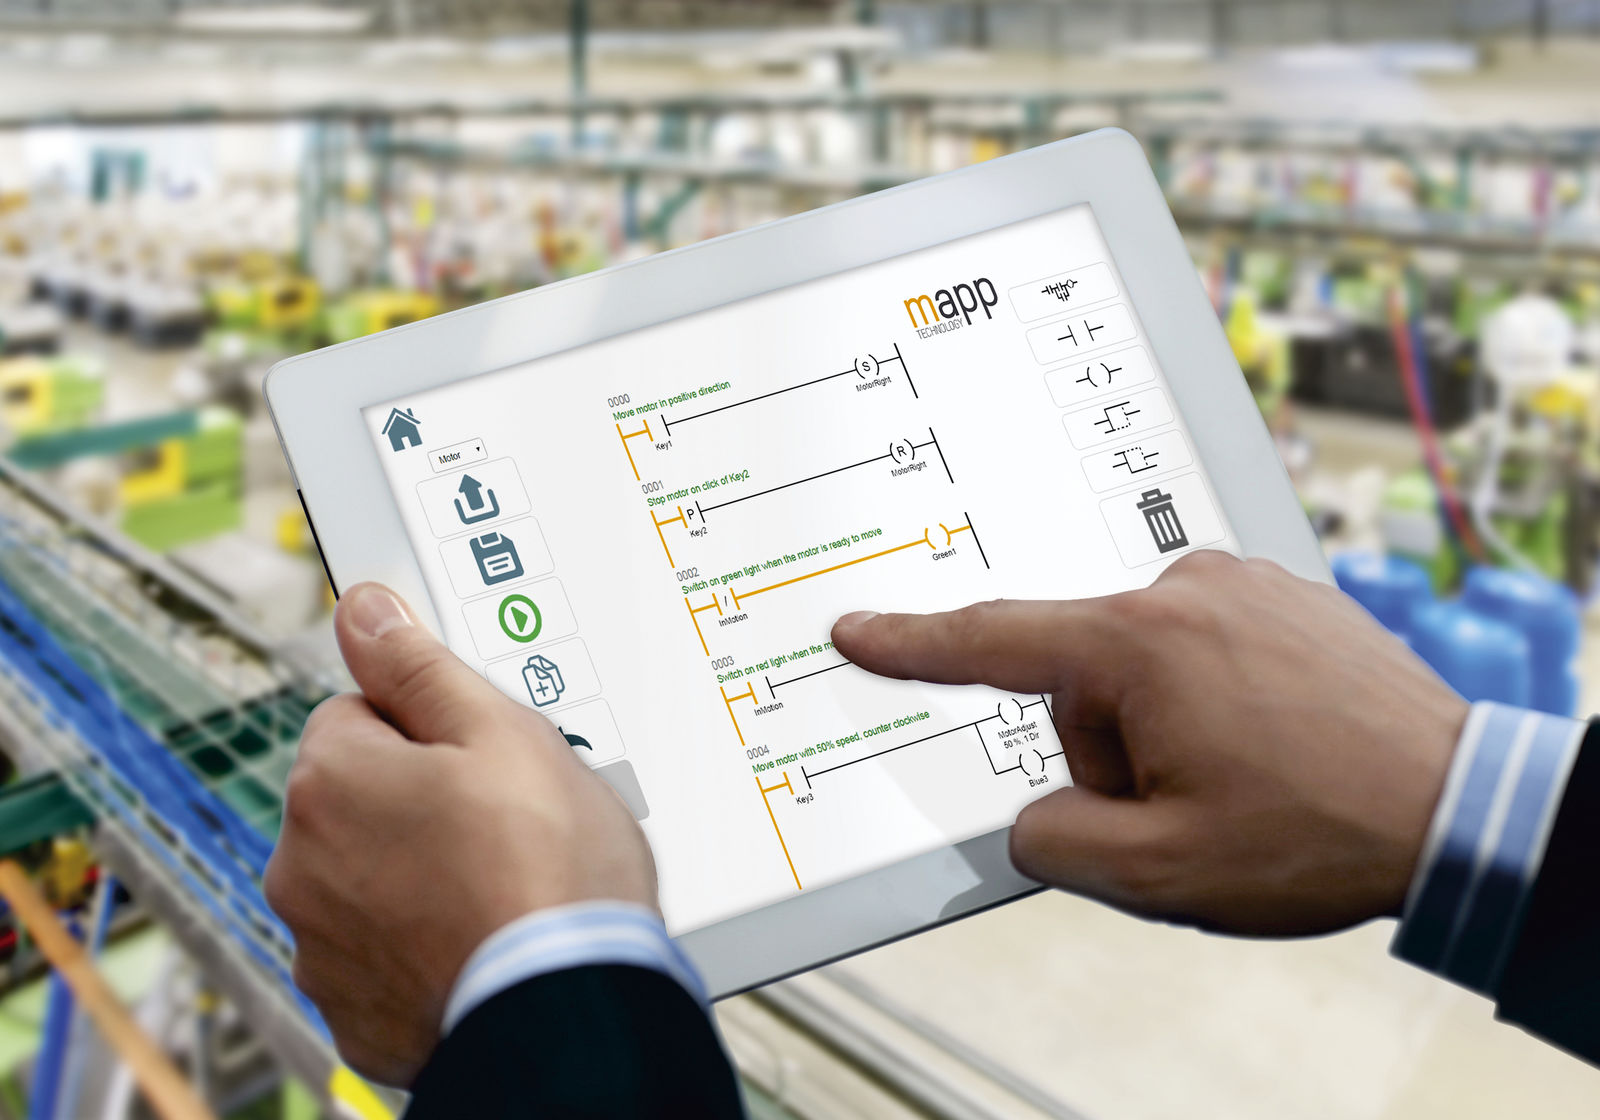 mapp
TECHNOLOGY
Motor
0000
Move motor in positive direction
Key1
S
MotorRight
0001
Stop motor on click of Key2
P
Key2
R
MotorRight
0002
Switch on green light when the motor is ready to move
/
InMotion
Green1
0003
Switch on red light when the mo
InMotion
0004
Move motor with 50% speed, counter clockwise
Key3
MotorAdjust
50 %, 1 Dir
Blue3